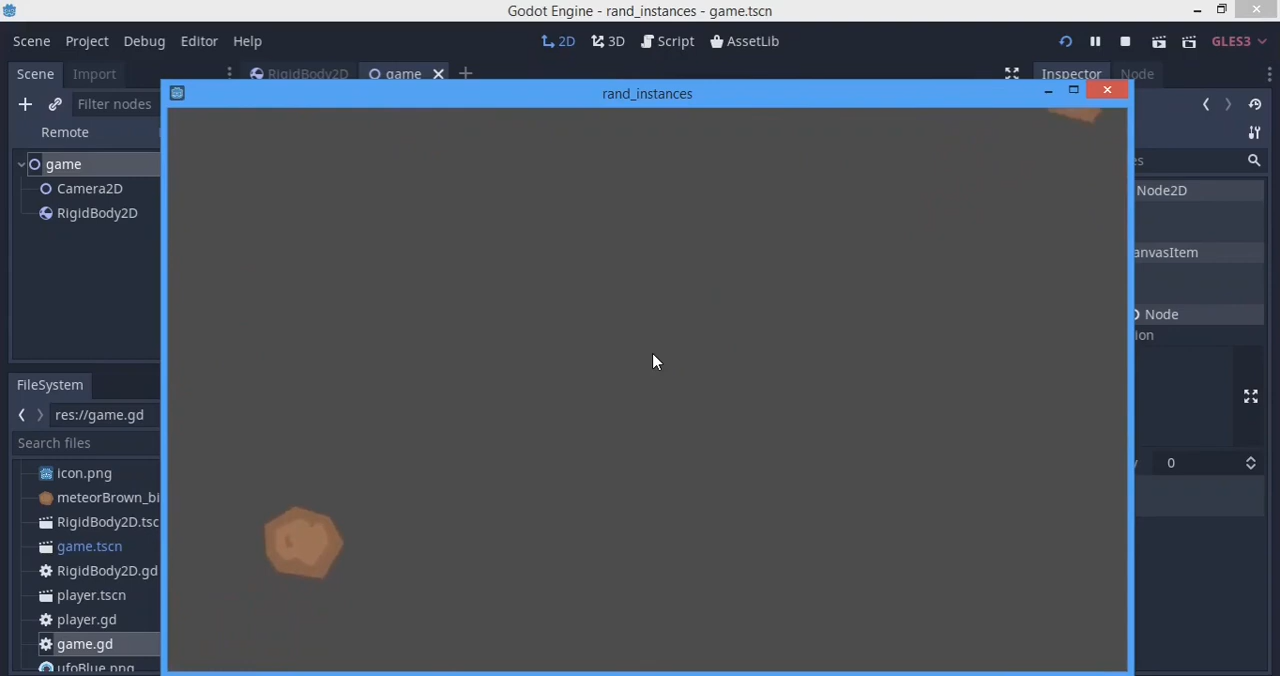 Godot Engine - rand_instances - game.tscn
Scene Project Debug Editor Help 2D 3D Script AssetLib GLES3
Scene Import RigidBody2D game Inspector Node
Filter nodes rand_instances
Remote
game
Camera2D
RigidBody2D
FileSystem
res://game.gd
Search files
icon.png
meteorBrown_bi
RigidBody2D.tsc
game.tscn
RigidBody2D.gd
player.tscn
player.gd
game.gd
ufoBlue.png
es
Node2D
anvasItem
Node
ion
y 0